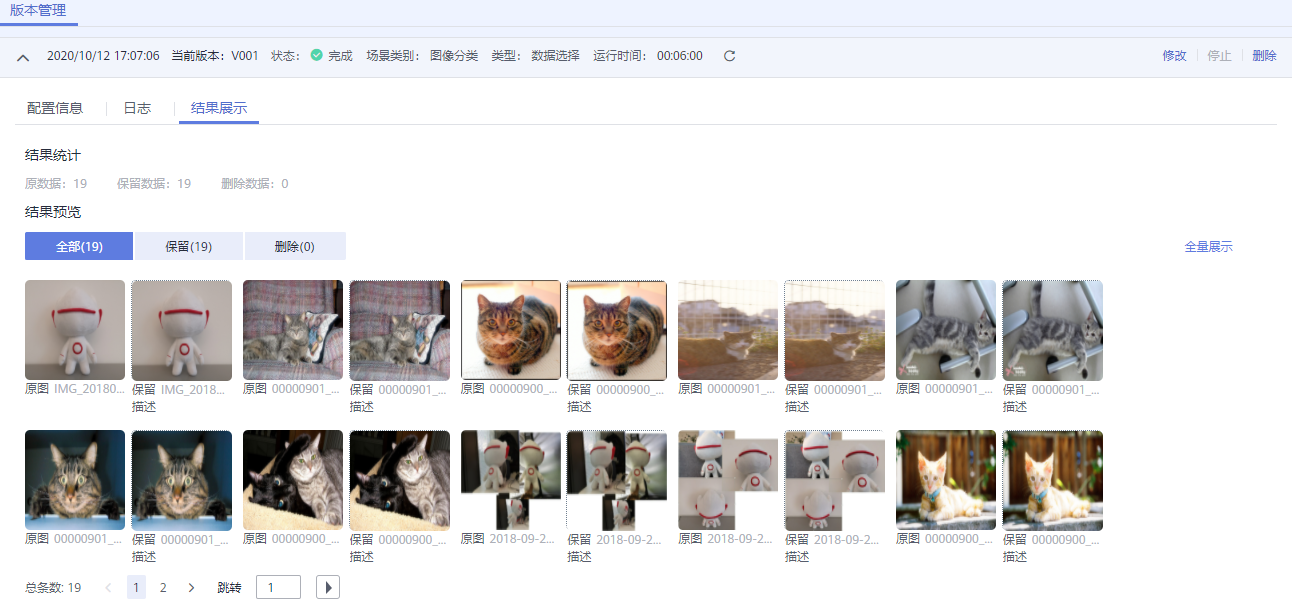 版本管理
2020/10/12 17:07:06 当前版本: V001 状态: 完成 场景类别: 图像分类 类型: 数据选择 运行时间: 00:06:00 修改 停止 删除
配置信息 日志 结果展示
结果统计
原数据: 19 保留数据: 19 删除数据: 0
结果预览
全部(19) 保留(19) 删除(0) 全量展示
原图 IMG_20180... 保留 IMG_2018... 原图 00000901_... 保留 00000901_... 原图 00000900_... 保留 00000900_... 原图 00000901_... 保留 00000901_... 原图 00000901_... 保留 00000901_...
描述 描述 描述 描述 描述
原图 00000901_... 保留 00000901_... 原图 00000900_... 保留 00000900_... 原图 2018-09-2... 保留 2018-09-2... 原图 2018-09-2... 保留 2018-09-2... 原图 00000900_... 保留 00000900_...
描述 描述 描述 描述 描述
总条数: 19 1 2 跳转 1